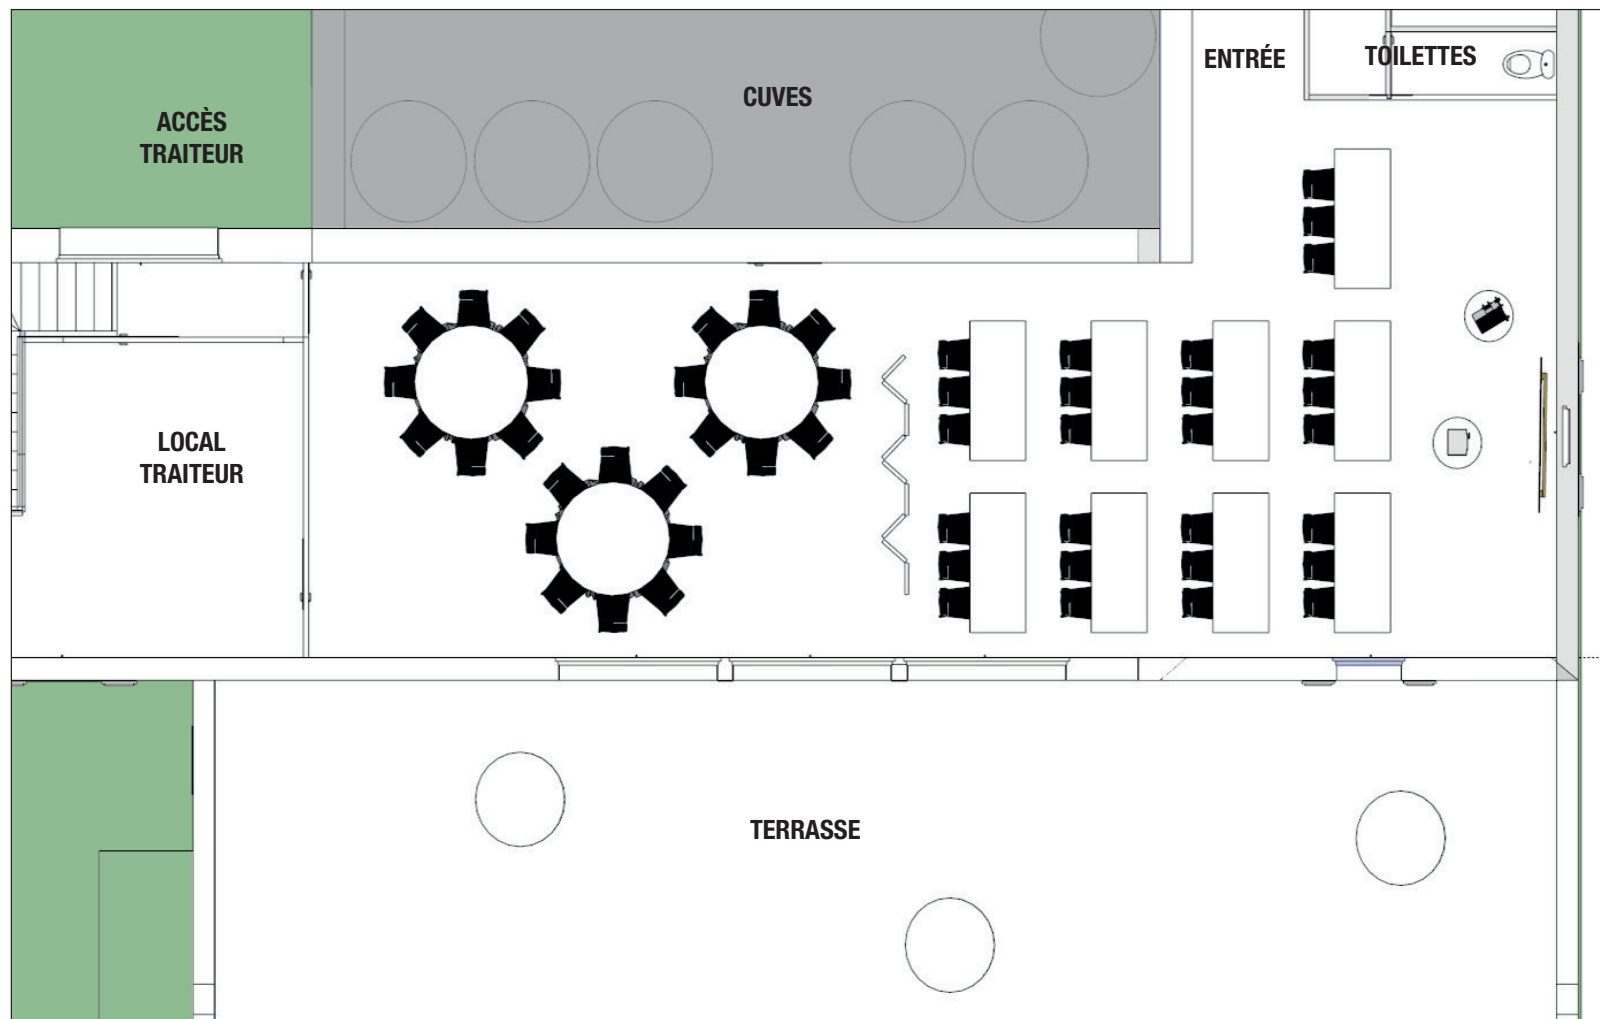 ENTRÉE
TOILETTES
CUVES
ACCÈS
TRAITEUR
LOCAL
TRAITEUR
TERRASSE